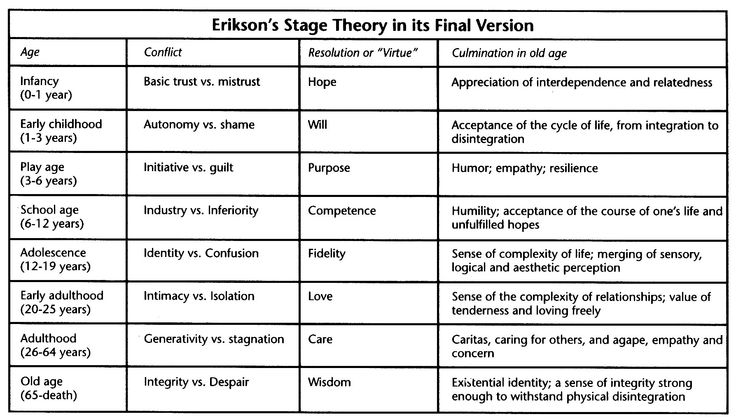 Erikson's Stage Theory in its Final Version
Age Conflict Resolution or "Virtue" Culmination in old age
Infancy
(0-1 year) Basic trust vs. mistrust Hope Appreciation of interdependence and relatedness
Early childhood
(1-3 years) Autonomy vs. shame Will Acceptance of the cycle of life, from integration to
disintegration
Play age
(3-6 years) Initiative vs. guilt Purpose Humor; empathy; resilience
School age
(6-12 years) Industry vs. Inferiority Competence Humility; acceptance of the course of one's life and
unfulfilled hopes
Adolescence
(12-19 years) Identity vs. Confusion Fidelity Sense of complexity of life; merging of sensory,
logical and aesthetic perception
Early adulthood
(20-25 years) Intimacy vs. Isolation Love Sense of the complexity of relationships; value of
tenderness and loving freely
Adulthood
(26-64 years) Generativity vs. stagnation Care Caritas, caring for others, and agape, empathy and
concern
Old age
(65-death) Integrity vs. Despair Wisdom Existential identity; a sense of integrity strong
enough to withstand physical disintegration